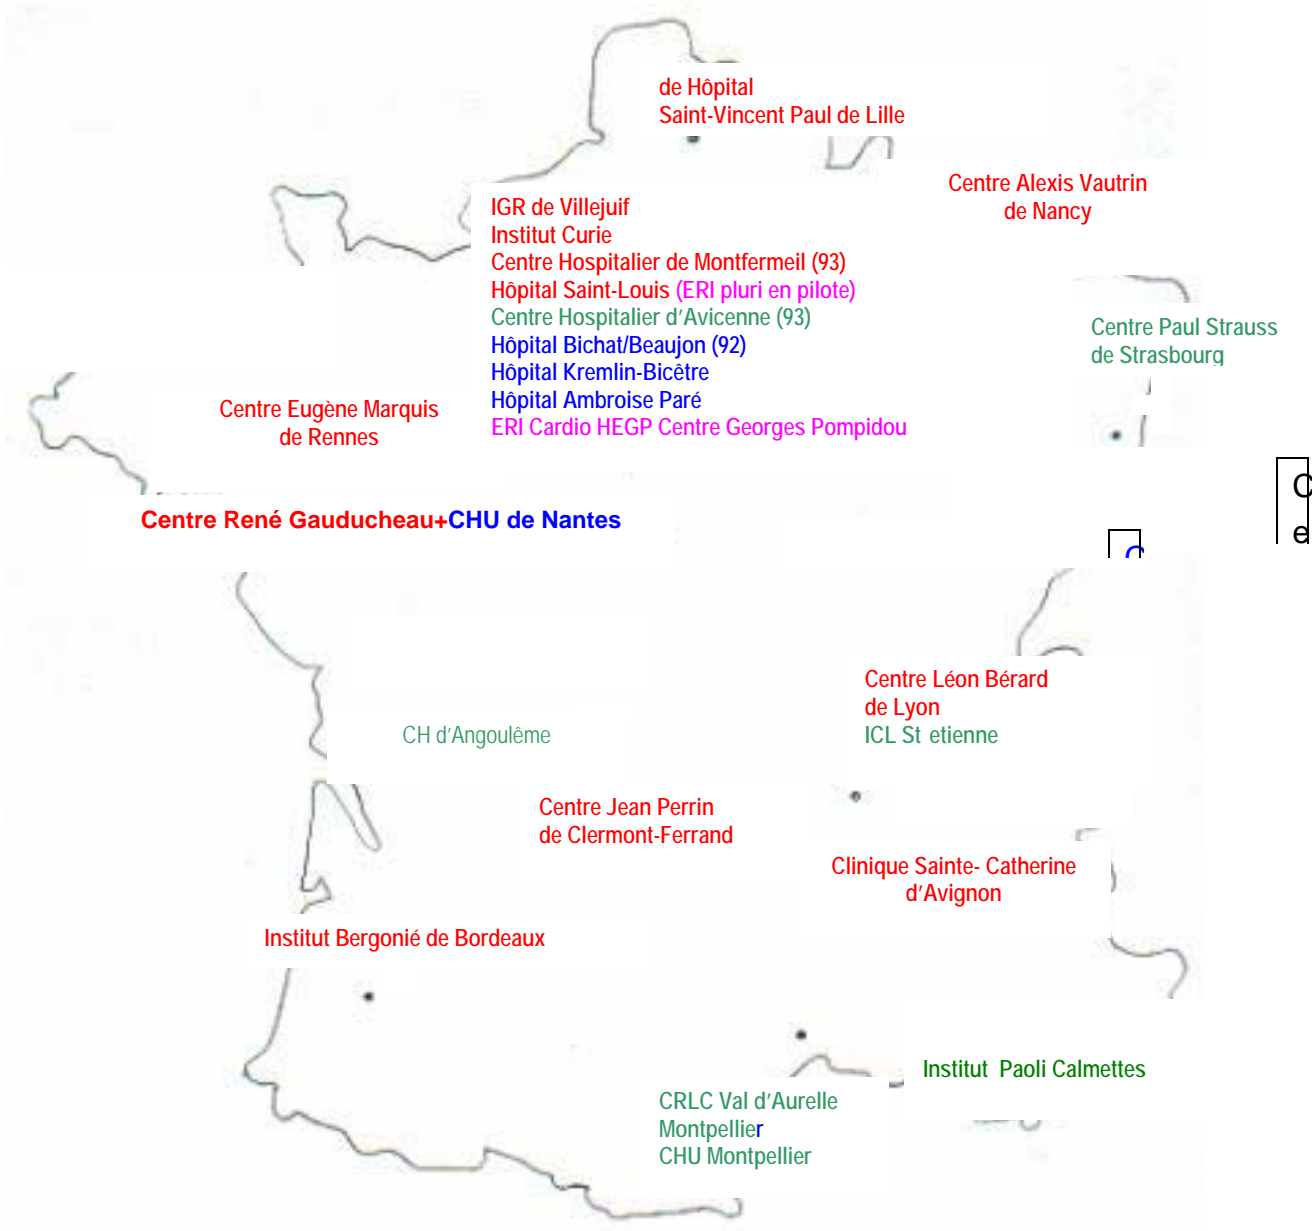 de Hôpital
Saint-Vincent Paul de Lille
Centre Alexis Vautrin
de Nancy
IGR de Villejuif
Institut Curie
Centre Hospitalier de Montfermeil (93)
Hôpital Saint-Louis (ERI pluri en pilote)
Centre Hospitalier d'Avicenne (93)
Hôpital Bichat/Beaujon (92)
Hôpital Kremlin-Bicêtre
Hôpital Ambroise Paré
ERI Cardio HEGP Centre Georges Pompidou
Centre Paul Strauss
de Strasbourg
Centre Eugène Marquis
de Rennes
C
e
Centre René Gauducheau+CHU de Nantes
C
Centre Léon Bérard
de Lyon
ICL St etienne
CH d'Angoulême
Centre Jean Perrin
de Clermont-Ferrand
Clinique Sainte- Catherine
d'Avignon
Institut Bergonié de Bordeaux
Institut Paoli Calmettes
CRLC Val d'Aurelle
Montpellier
CHU Montpellier